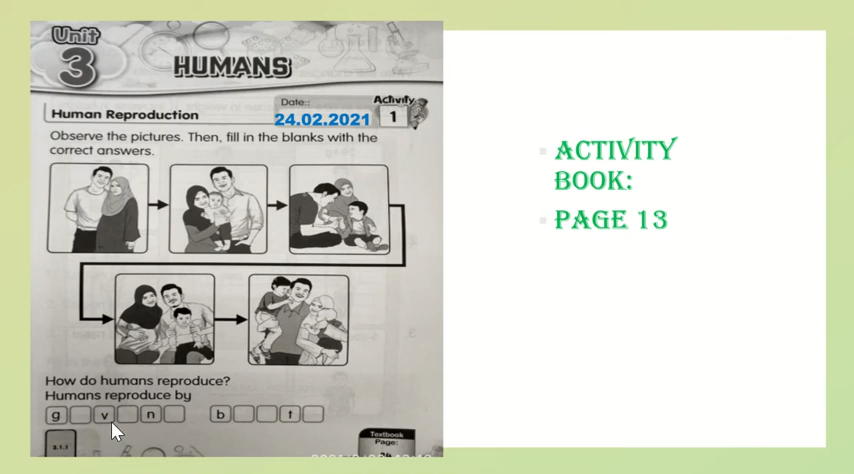 Unit
3
HUMANS
Human Reproduction
Date::
24.02.2021
Activity
1
Observe the pictures. Then, fill in the blanks with the
correct answers.
How do humans reproduce?
Humans reproduce by
g v n b t
3.1.1
Textbook
Page:
ACTIVITY
BOOK:
PAGE 13